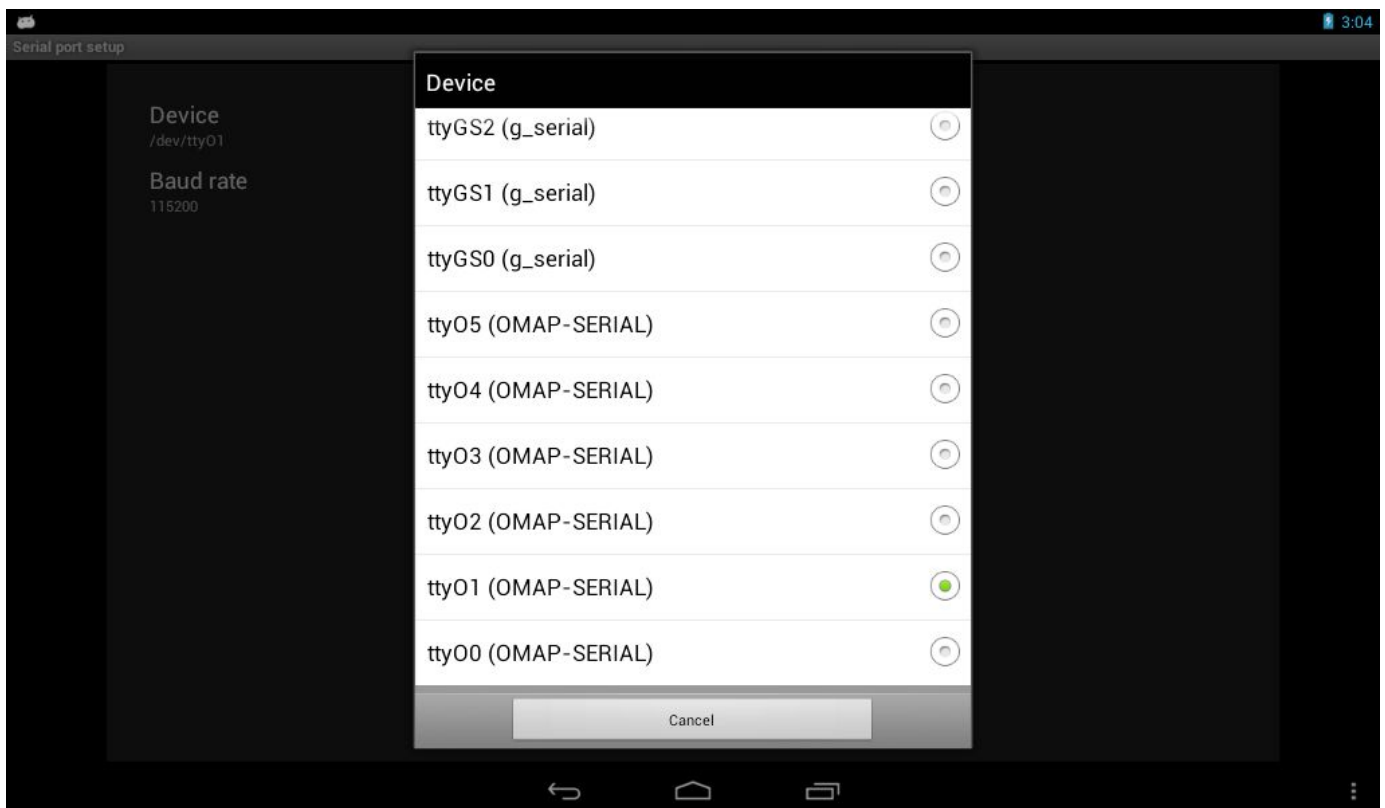 3:04
Serial port setup
Device
/dev/ttyO1
Baud rate
115200
Device
ttyGS2 (g_serial)
ttyGS1 (g_serial)
ttyGS0 (g_serial)
ttyO5 (OMAP-SERIAL)
ttyO4 (OMAP-SERIAL)
ttyO3 (OMAP-SERIAL)
ttyO2 (OMAP-SERIAL)
ttyO1 (OMAP-SERIAL)
ttyO0 (OMAP-SERIAL)
Cancel